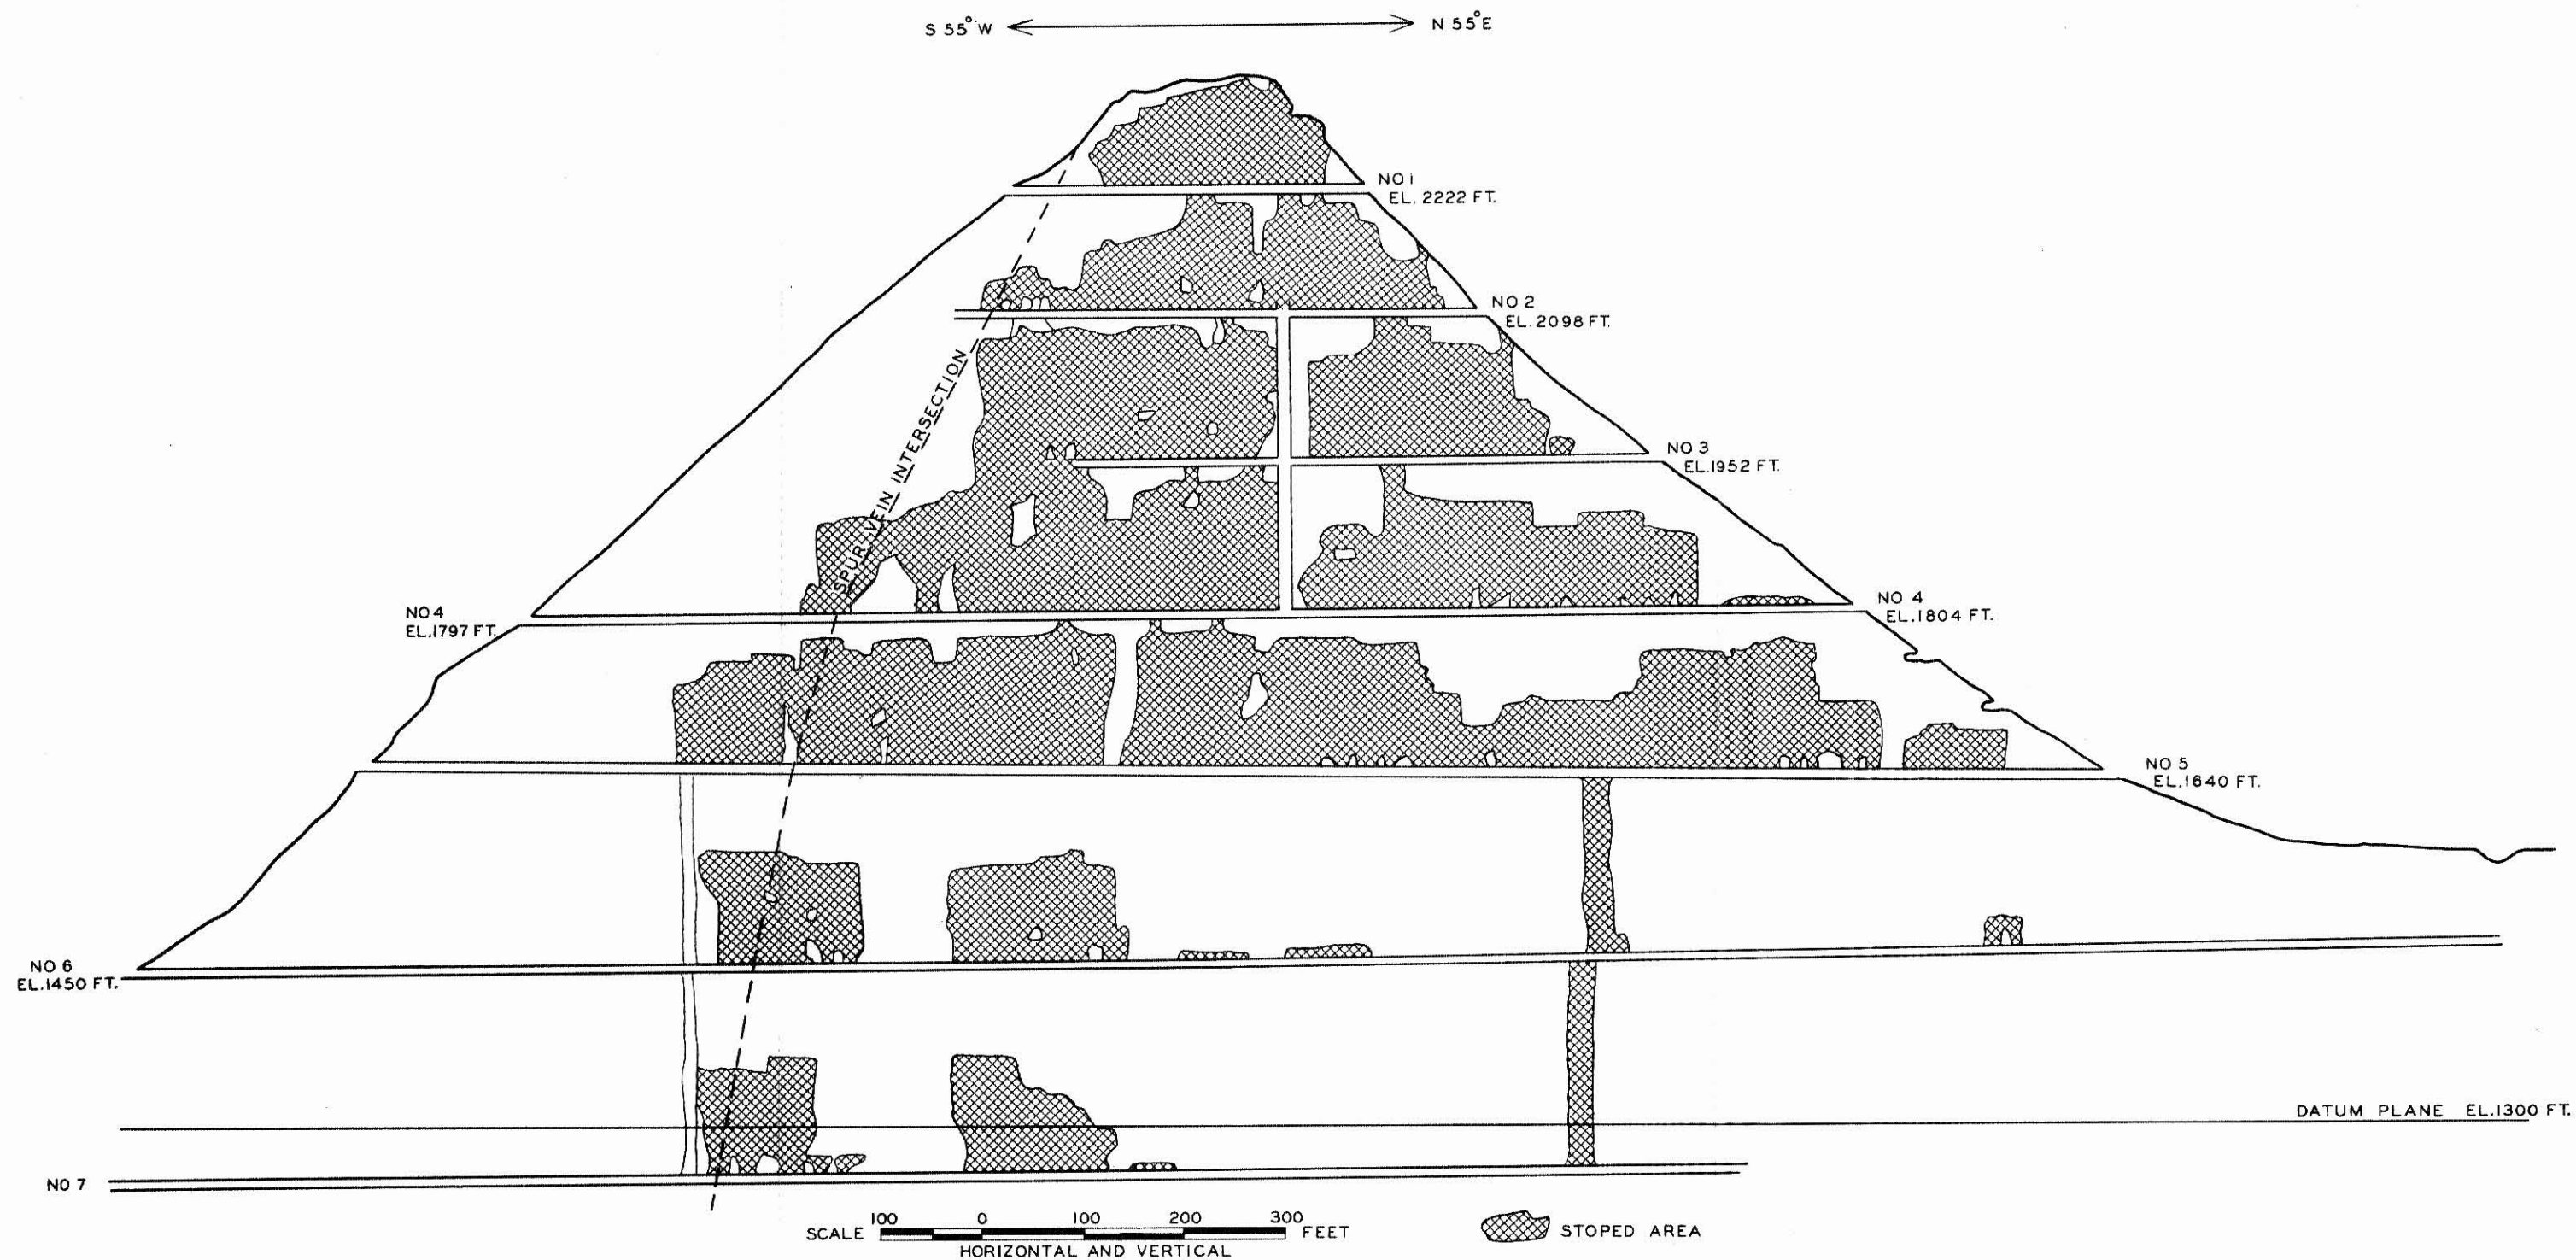 S 55° W
N 55° E
NO 1
EL. 2222 FT.
NO 2
EL. 2098 FT.
SPUR VEIN INTERSECTION
NO 3
EL. 1952 FT.
NO 4
EL. 1797 FT.
NO 4
EL. 1804 FT.
NO 5
EL. 1640 FT.
NO 6
EL. 1450 FT.
DATUM PLANE EL. 1300 FT.
NO 7
100 0 100 200 300
SCALE FEET
HORIZONTAL AND VERTICAL
STOPED AREA